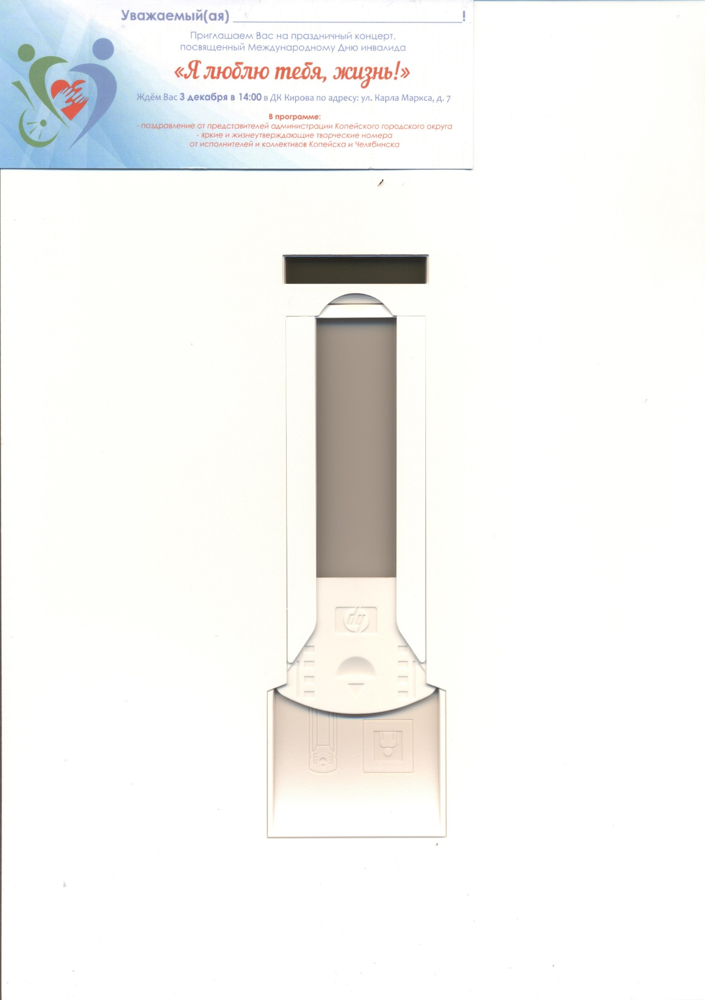 Уважаемый(ая) ______________________________!
Приглашаем Вас на праздничный концерт,
посвященный Международному Дню инвалида
«Я люблю тебя, жизнь!»
Ждём Вас 3 декабря в 14:00 в ДК Кирова по адресу: ул. Карла Маркса, д. 7
В программе:
- поздравление от представителей администрации Копейского городского округа
- яркие и жизнеутверждающие творческие номера
от исполнителей и коллективов Копейска и Челябинска
hp